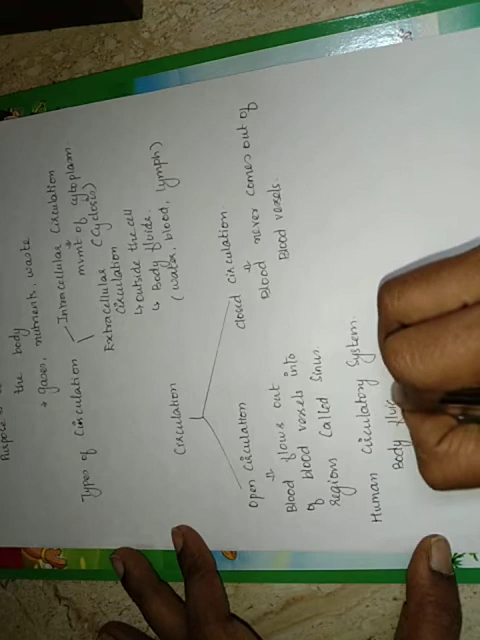 the body
→ gases, nutrients, waste
Types of Circulation
Intracellular Circulation
↓
mvmt of cytoplasm
(Cyclosis)
Extracellular
circulation
↳ outside the cell
↳ Body fluids.
(water, blood, lymph)
Circulation
Open Circulation
⇓
Blood flows out
of blood vessels into
regions called Sinus.
Closed circulation.
⇓
Blood never comes out of
Blood vessels.
Human Circulatory System.
Body